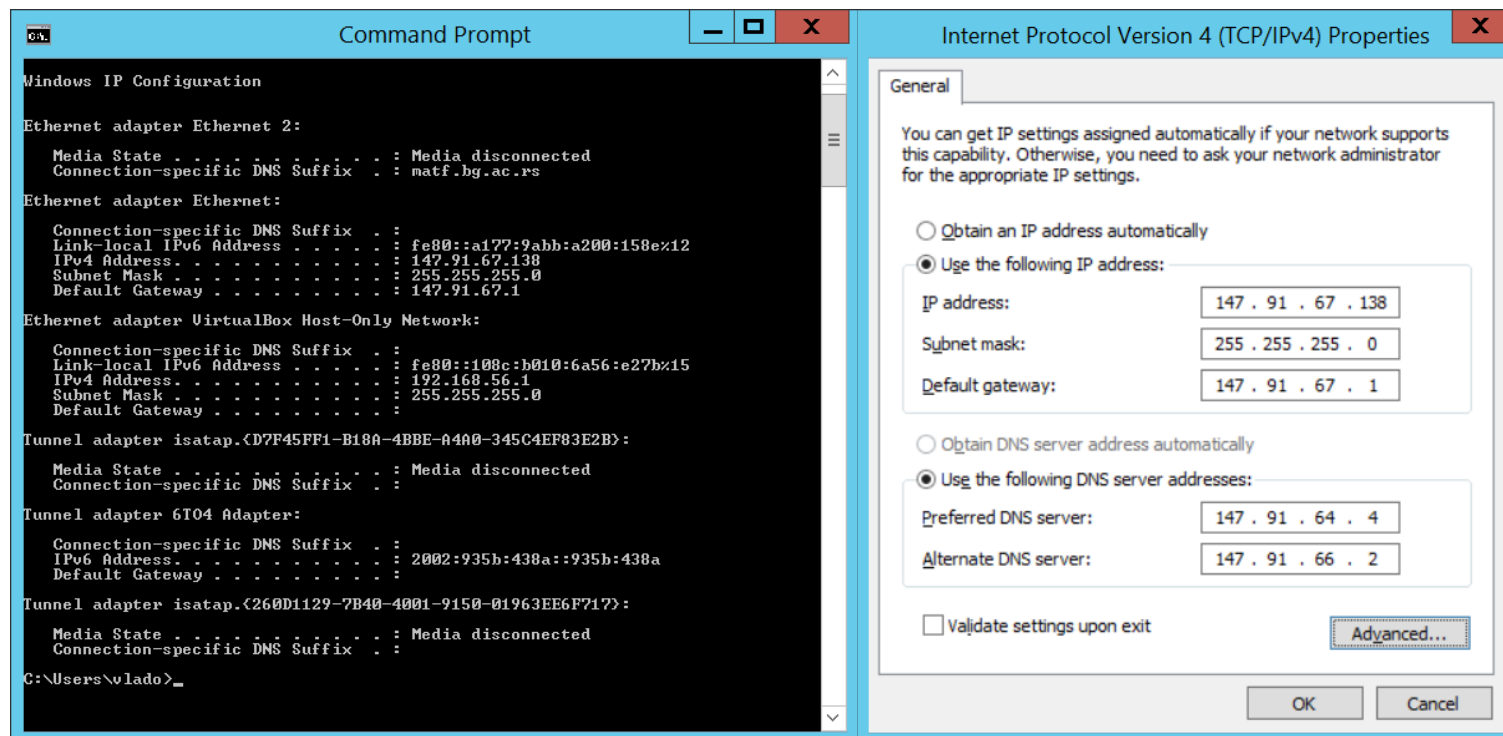 Command Prompt
Windows IP Configuration
Ethernet adapter Ethernet 2:
Media State . . . . . . . . . . . : Media disconnected
Connection-specific DNS Suffix  . : matf.bg.ac.rs
Ethernet adapter Ethernet:
Connection-specific DNS Suffix  . :
Link-local IPv6 Address . . . . . : fe80::a177:9abb:a200:158e%12
IPv4 Address. . . . . . . . . . . : 147.91.67.138
Subnet Mask . . . . . . . . . . . : 255.255.255.0
Default Gateway . . . . . . . . . : 147.91.67.1
Ethernet adapter VirtualBox Host-Only Network:
Connection-specific DNS Suffix  . :
Link-local IPv6 Address . . . . . : fe80::108c:b010:6a56:e27b%15
IPv4 Address. . . . . . . . . . . : 192.168.56.1
Subnet Mask . . . . . . . . . . . : 255.255.255.0
Default Gateway . . . . . . . . . :
Tunnel adapter isatap.{D7F45FF1-B18A-4BBE-A4A0-345C4EF83E2B}:
Media State . . . . . . . . . . . : Media disconnected
Connection-specific DNS Suffix  . :
Tunnel adapter 6TO4 Adapter:
Connection-specific DNS Suffix  . :
IPv6 Address. . . . . . . . . . . : 2002:935b:438a::935b:438a
Default Gateway . . . . . . . . . :
Tunnel adapter isatap.{260D1129-7B40-4001-9150-01963EE6F717}:
Media State . . . . . . . . . . . : Media disconnected
Connection-specific DNS Suffix  . :
C:\Users\vlado>_
Internet Protocol Version 4 (TCP/IPv4) Properties
General
You can get IP settings assigned automatically if your network supports
this capability. Otherwise, you need to ask your network administrator
for the appropriate IP settings.
Obtain an IP address automatically
Use the following IP address:
IP address: 147 . 91 . 67 . 138
Subnet mask: 255 . 255 . 255 . 0
Default gateway: 147 . 91 . 67 . 1
Obtain DNS server address automatically
Use the following DNS server addresses:
Preferred DNS server: 147 . 91 . 64 . 4
Alternate DNS server: 147 . 91 . 66 . 2
Validate settings upon exit
Advanced...
OK Cancel